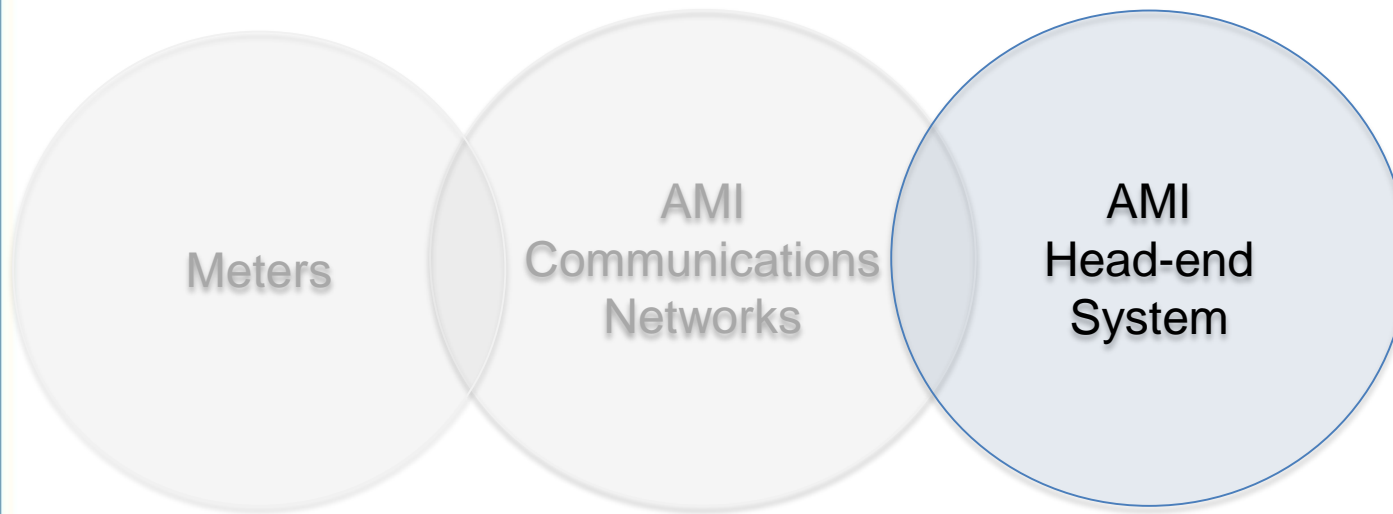 Meters
AMI
Communications
Networks
AMI
Head-end
System